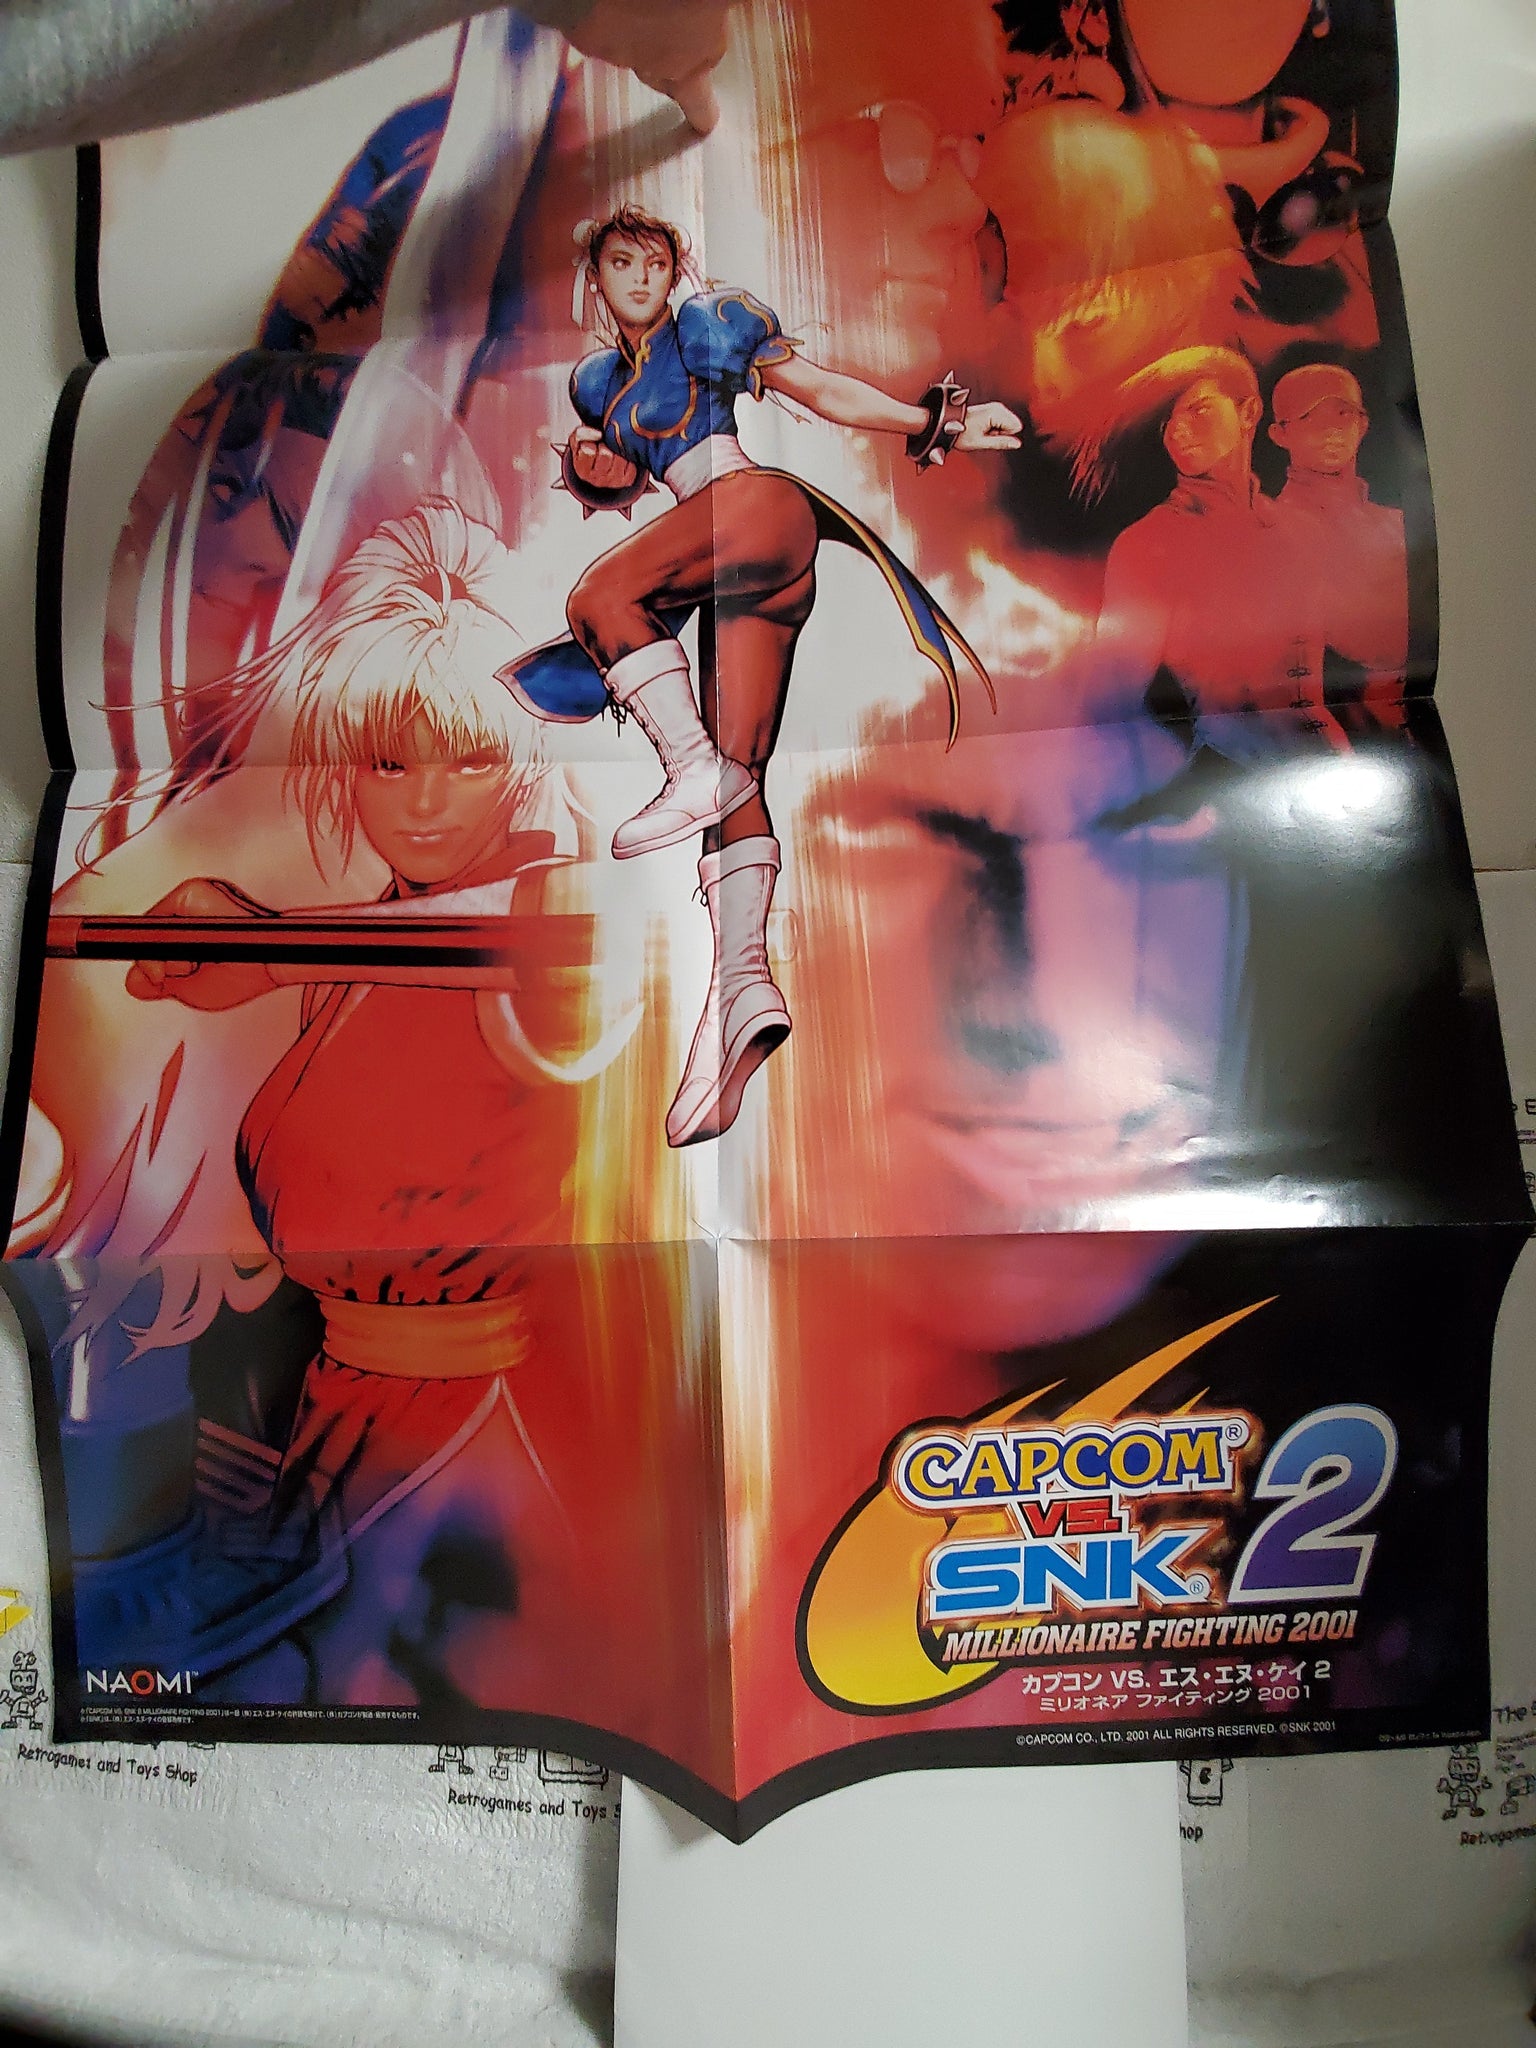 CAPCOM®
VS.
SNK® 2
MILLIONAIRE FIGHTING 2001
カプコン VS. エス・エヌ・ケイ 2
ミリオネア ファイティング 2001
NAOMI™
©CAPCOM CO., LTD. 2001 ALL RIGHTS RESERVED. ©SNK 2001
Retrogames and Toys Shop
Retrogames and Toys S
hop